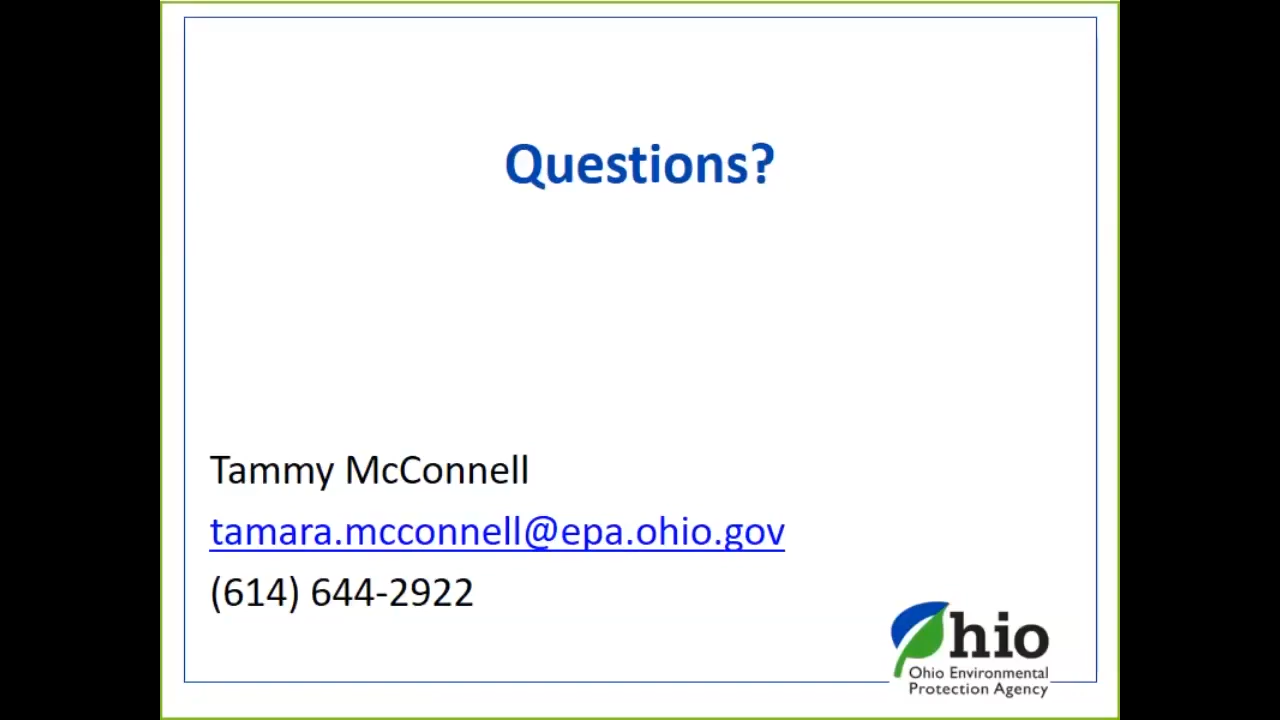 Questions?
Tammy McConnell
tamara.mcconnell@epa.ohio.gov
(614) 644-2922
Ohio
Ohio Environmental
Protection Agency